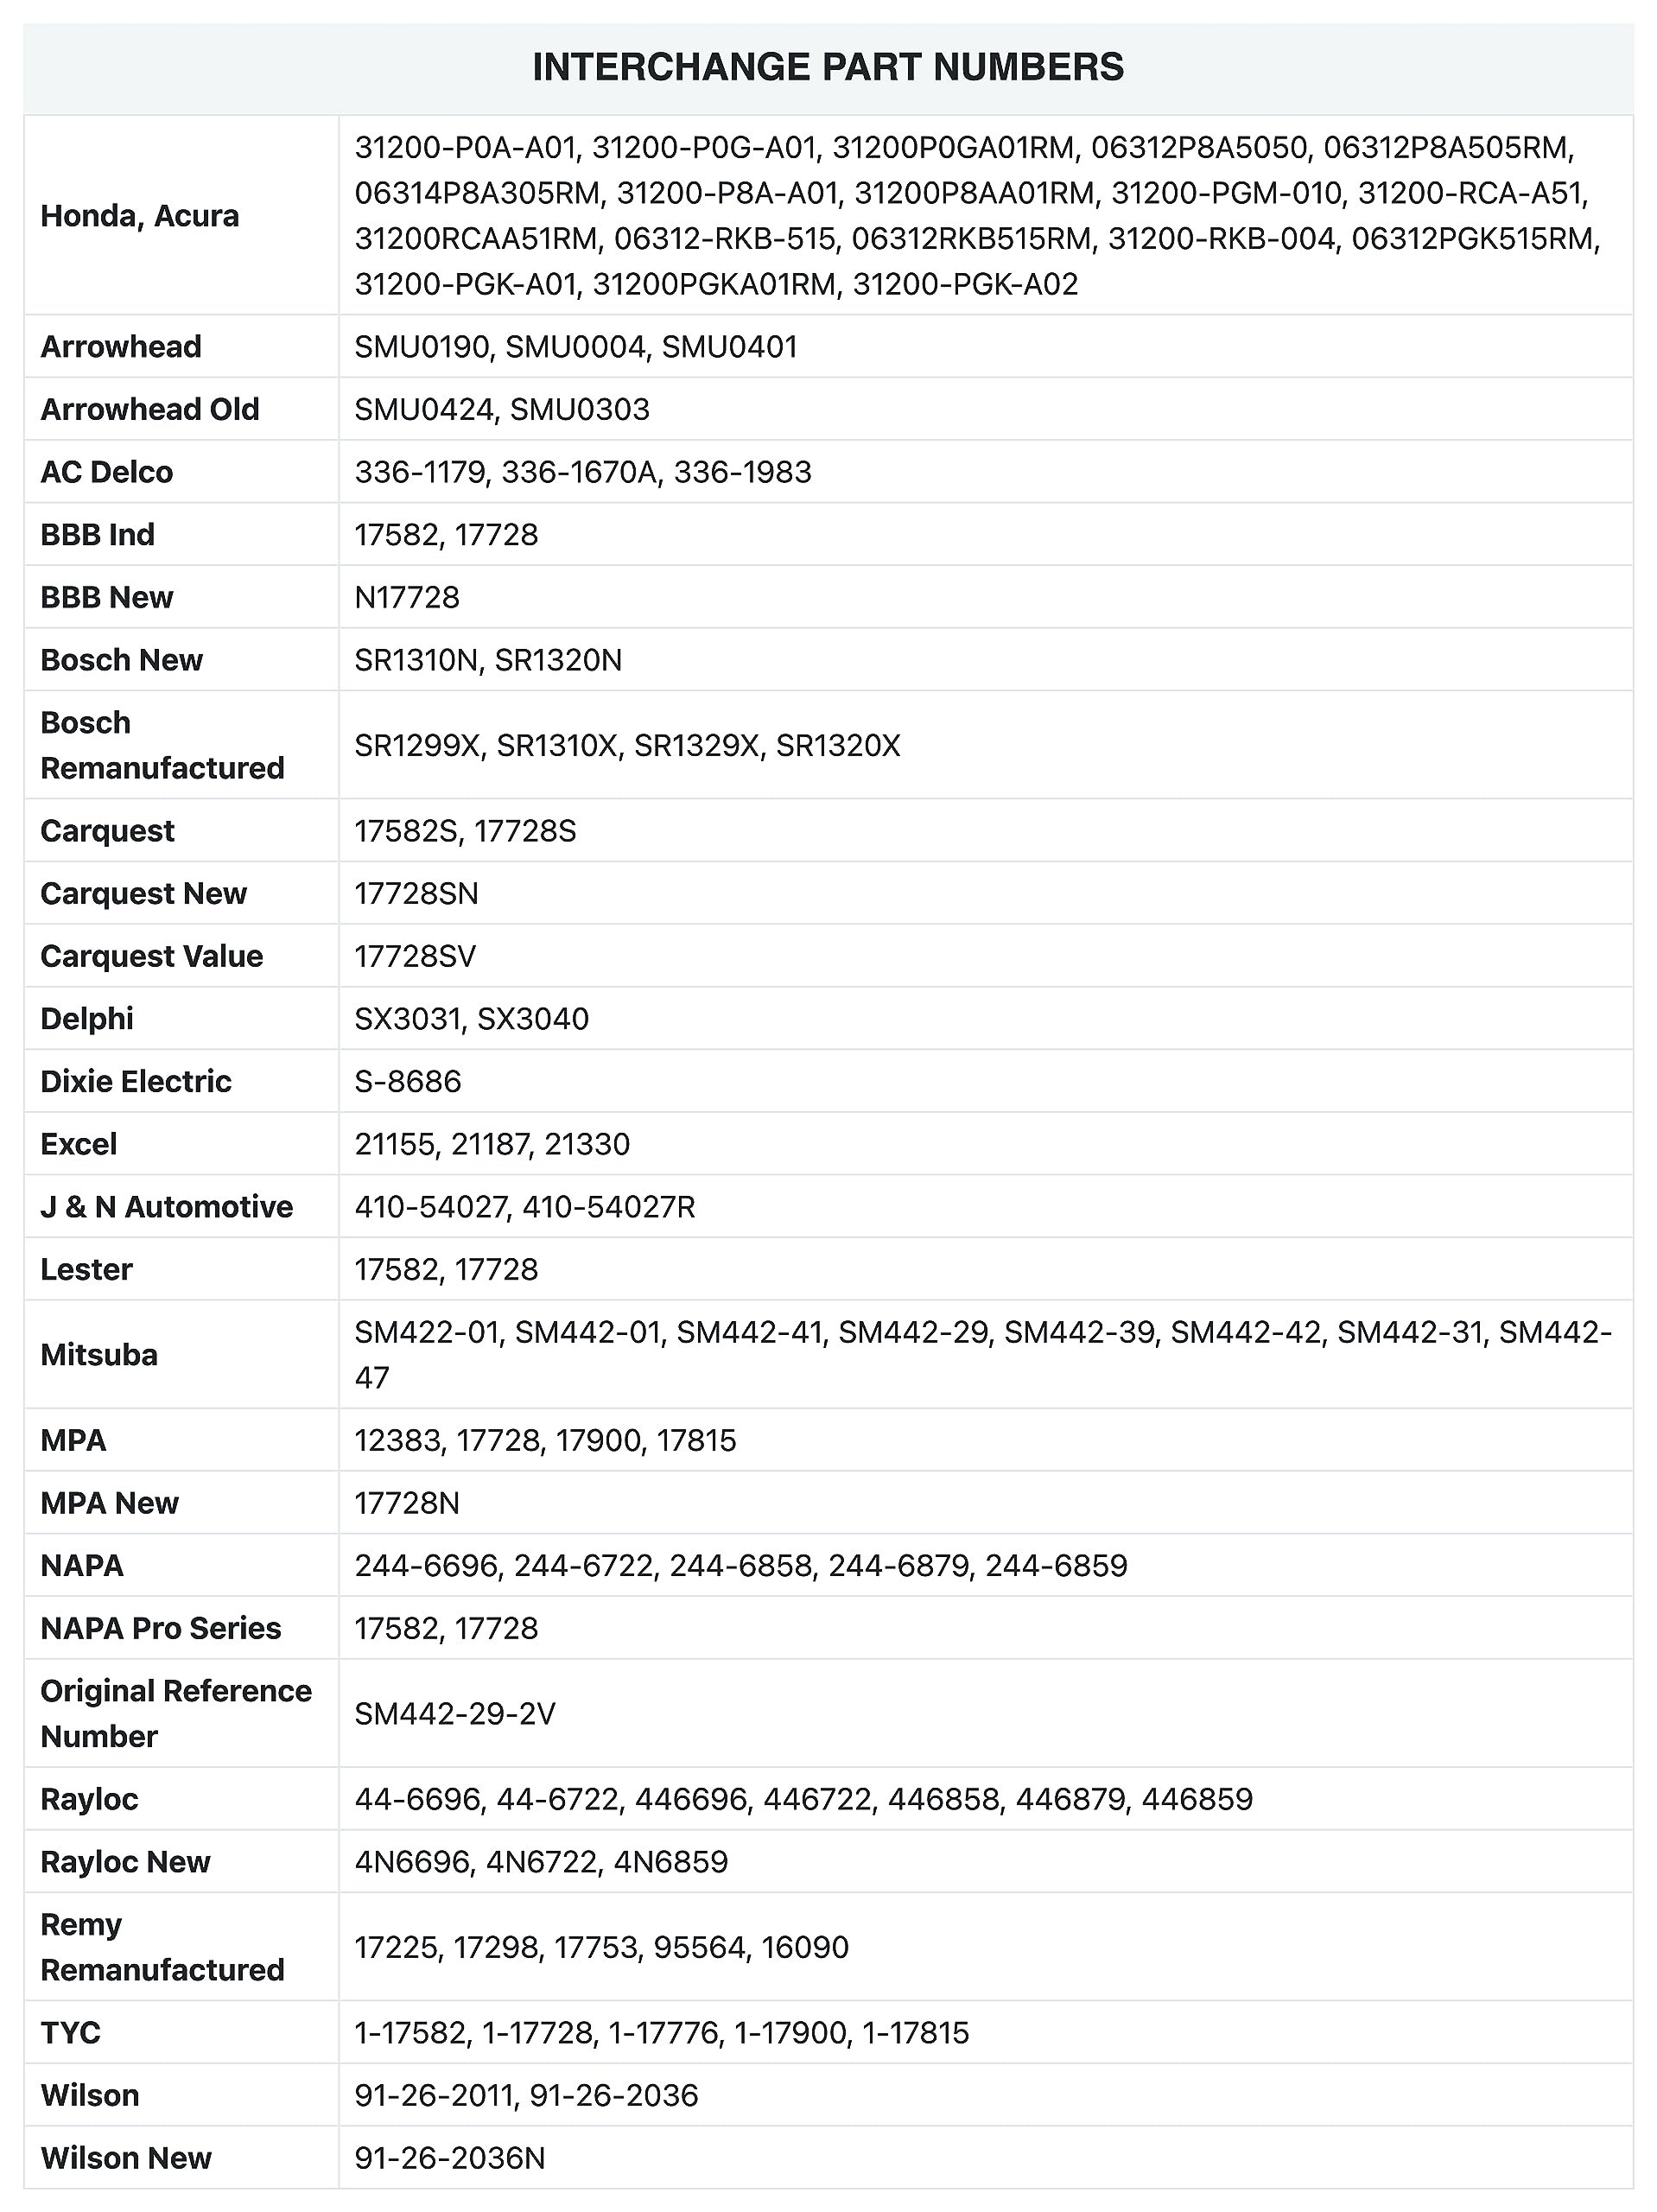 INTERCHANGE PART NUMBERS
Honda, Acura
31200-P0A-A01, 31200-P0G-A01, 31200P0GA01RM, 06312P8A5050, 06312P8A505RM,
06314P8A305RM, 31200-P8A-A01, 31200P8AA01RM, 31200-PGM-010, 31200-RCA-A51,
31200RCAA51RM, 06312-RKB-515, 06312RKB515RM, 31200-RKB-004, 06312PGK515RM,
31200-PGK-A01, 31200PGKA01RM, 31200-PGK-A02
Arrowhead
SMU0190, SMU0004, SMU0401
Arrowhead Old
SMU0424, SMU0303
AC Delco
336-1179, 336-1670A, 336-1983
BBB Ind
17582, 17728
BBB New
N17728
Bosch New
SR1310N, SR1320N
Bosch
Remanufactured
SR1299X, SR1310X, SR1329X, SR1320X
Carquest
17582S, 17728S
Carquest New
17728SN
Carquest Value
17728SV
Delphi
SX3031, SX3040
Dixie Electric
S-8686
Excel
21155, 21187, 21330
J & N Automotive
410-54027, 410-54027R
Lester
17582, 17728
Mitsuba
SM422-01, SM442-01, SM442-41, SM442-29, SM442-39, SM442-42, SM442-31, SM442-
47
MPA
12383, 17728, 17900, 17815
MPA New
17728N
NAPA
244-6696, 244-6722, 244-6858, 244-6879, 244-6859
NAPA Pro Series
17582, 17728
Original Reference
Number
SM442-29-2V
Rayloc
44-6696, 44-6722, 446696, 446722, 446858, 446879, 446859
Rayloc New
4N6696, 4N6722, 4N6859
Remy
Remanufactured
17225, 17298, 17753, 95564, 16090
TYC
1-17582, 1-17728, 1-17776, 1-17900, 1-17815
Wilson
91-26-2011, 91-26-2036
Wilson New
91-26-2036N